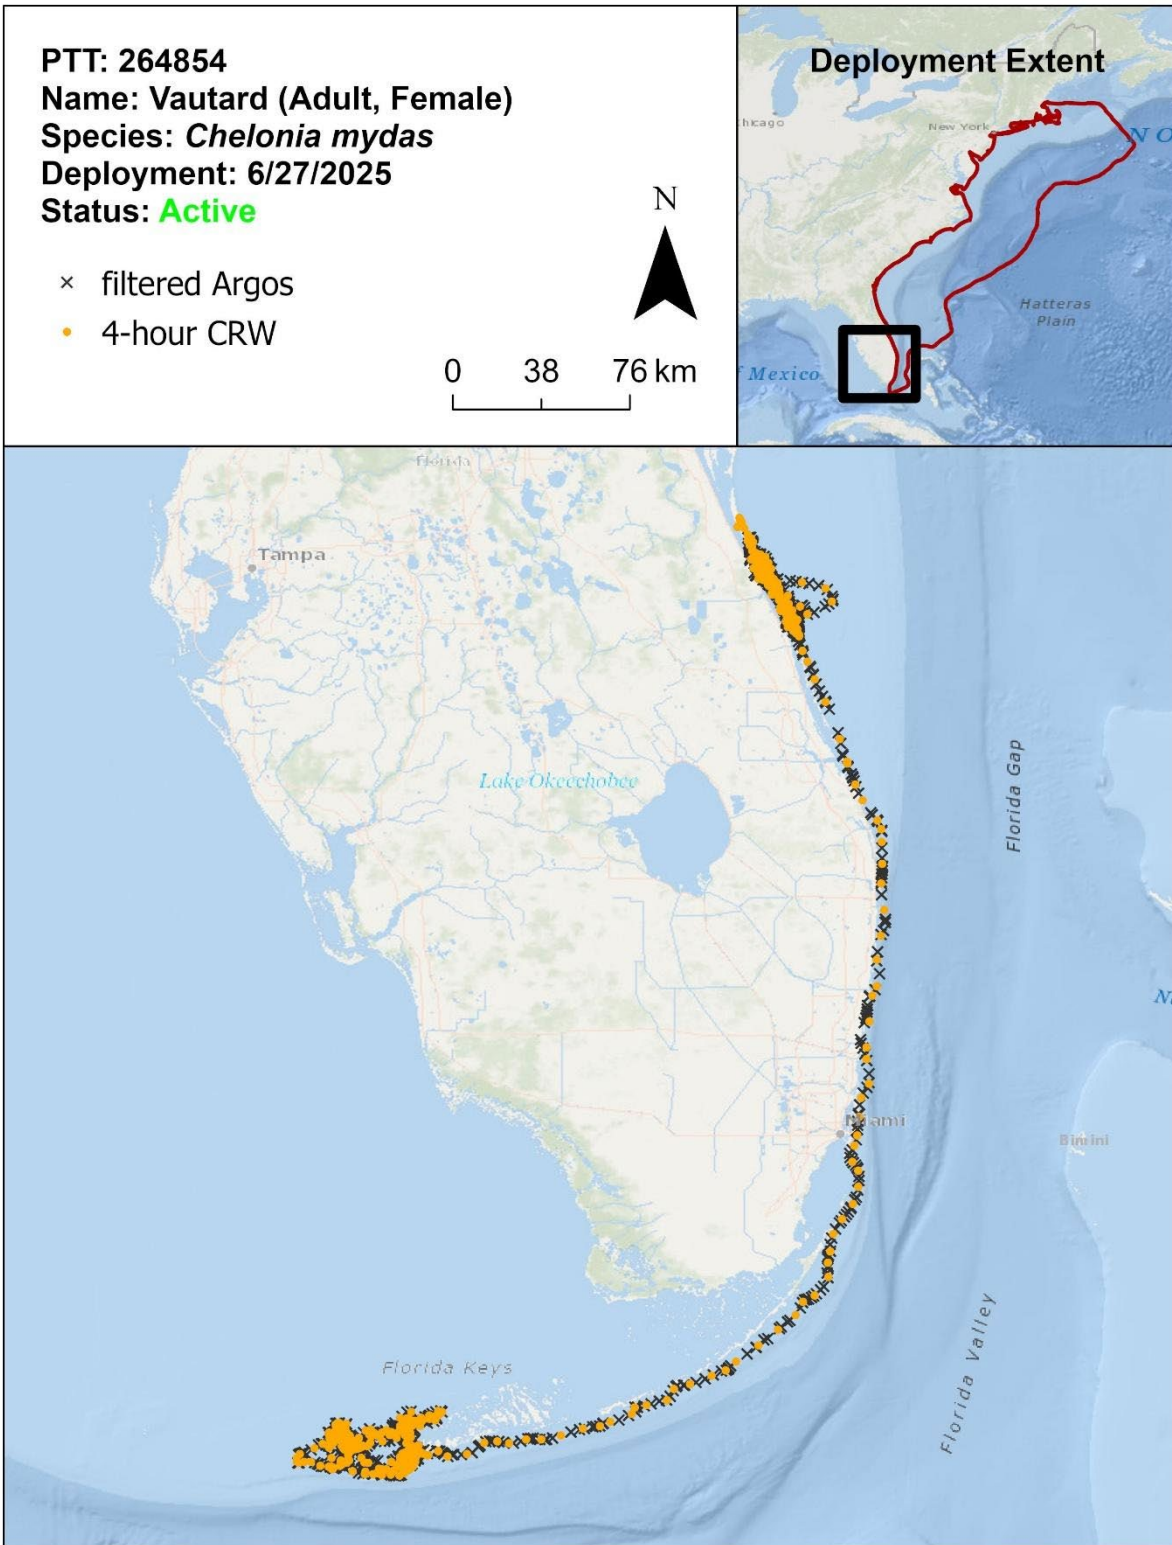 PTT: 264854
Name: Vautard (Adult, Female)
Species: Chelonia mydas
Deployment: 6/27/2025
Status: Active
× filtered Argos
4-hour CRW
N
0 38 76 km
Deployment Extent
Chicago
New York
N O
Hatteras
Plain
f Mexico
Florida
Tampa
Lake Okeechobee
Florida Gap
Miami
Bimini
Florida Valley
Florida Keys